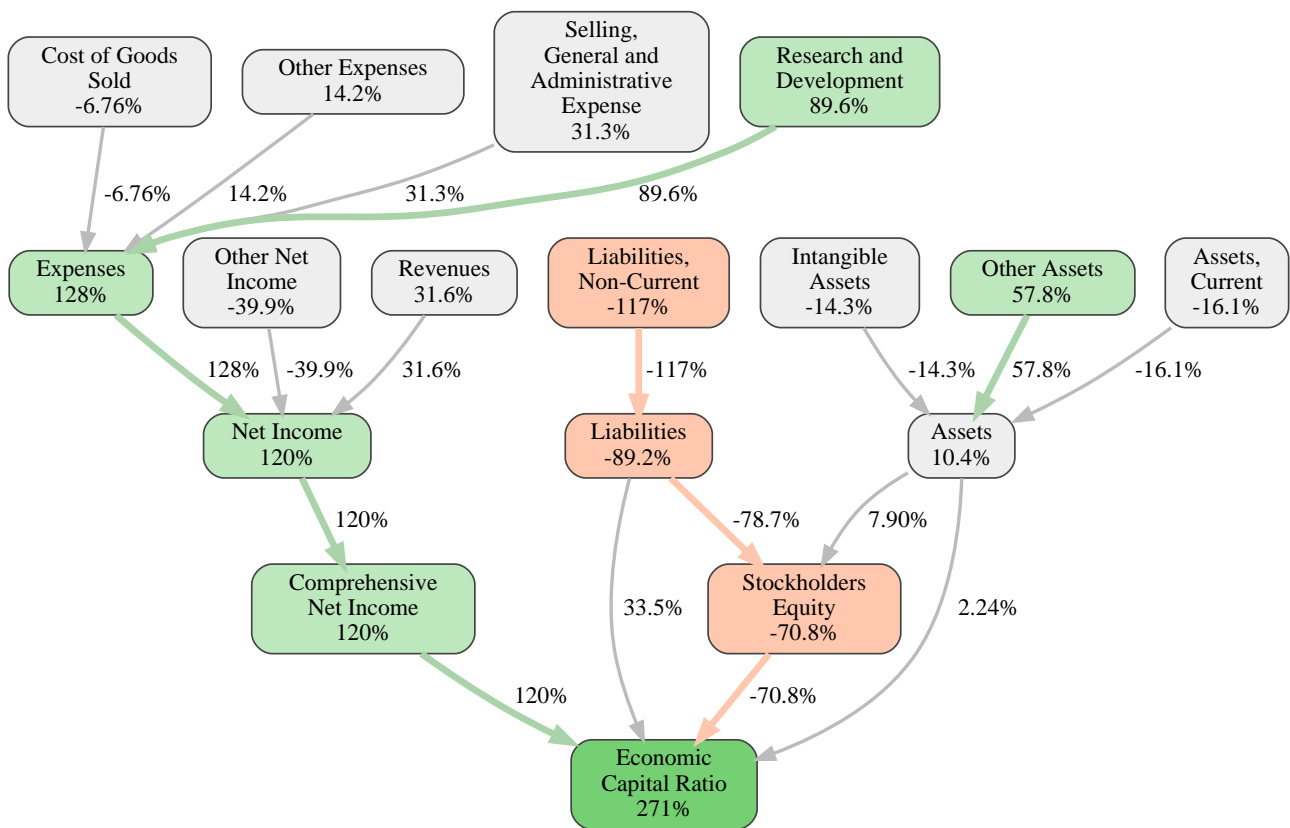 Cost of Goods
Sold
-6.76%
Other Expenses
14.2%
Selling,
General and
Administrative
Expense
31.3%
Research and
Development
89.6%
-6.76%
14.2%
31.3%
89.6%
Expenses
128%
Other Net
Income
-39.9%
Revenues
31.6%
Liabilities,
Non-Current
-117%
Intangible
Assets
-14.3%
Other Assets
57.8%
Assets,
Current
-16.1%
128%
-39.9%
31.6%
-117%
-14.3%
57.8%
-16.1%
Net Income
120%
Liabilities
-89.2%
Assets
10.4%
120%
-78.7%
7.90%
Comprehensive
Net Income
120%
33.5%
Stockholders
Equity
-70.8%
2.24%
120%
-70.8%
Economic
Capital Ratio
271%